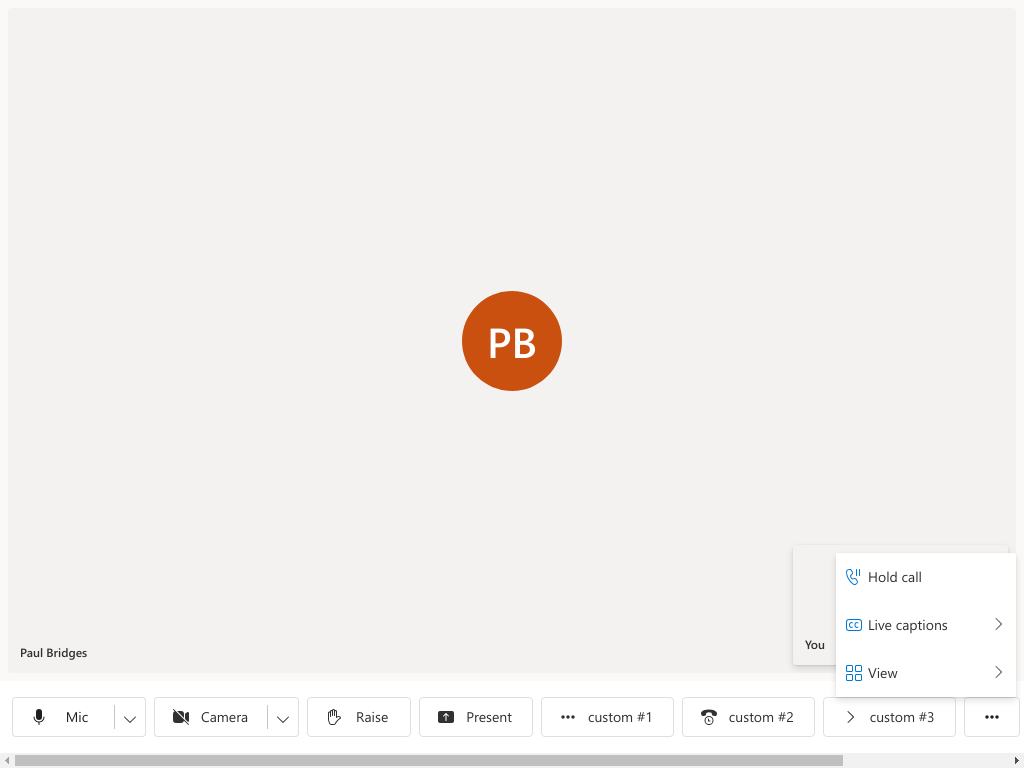 PB
Paul Bridges
You
Hold call
Live captions
View
Mic
Camera
Raise
Present
custom #1
custom #2
custom #3